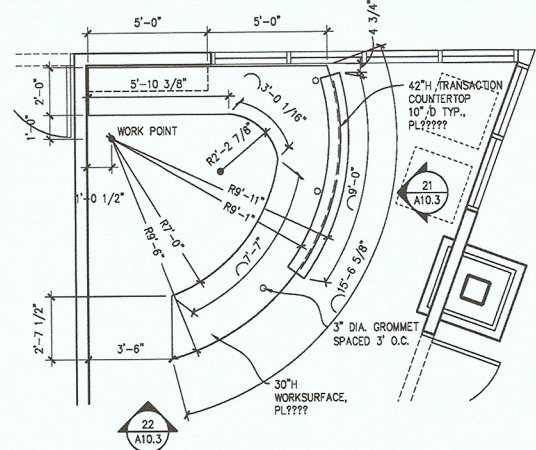 5'-0"
5'-0"
4 3/4"
2'-0"
5'-10 3/8"
3'-0 1/16"
42"H TRANSACTION
COUNTERTOP
10" D TYP.,
PL?????
1'-0"
WORK POINT
R2'-2 7/8"
1'-0 1/2"
R9'-11"
R9'-1"
9'-0"
21
A10.3
R7'-0"
R9'-6"
7'-7"
15'-6 5/8"
2'-7 1/2"
3'-6"
3" DIA. GROMMET
SPACED 3' O.C.
30"H
WORKSURFACE,
PL????
22
A10.3